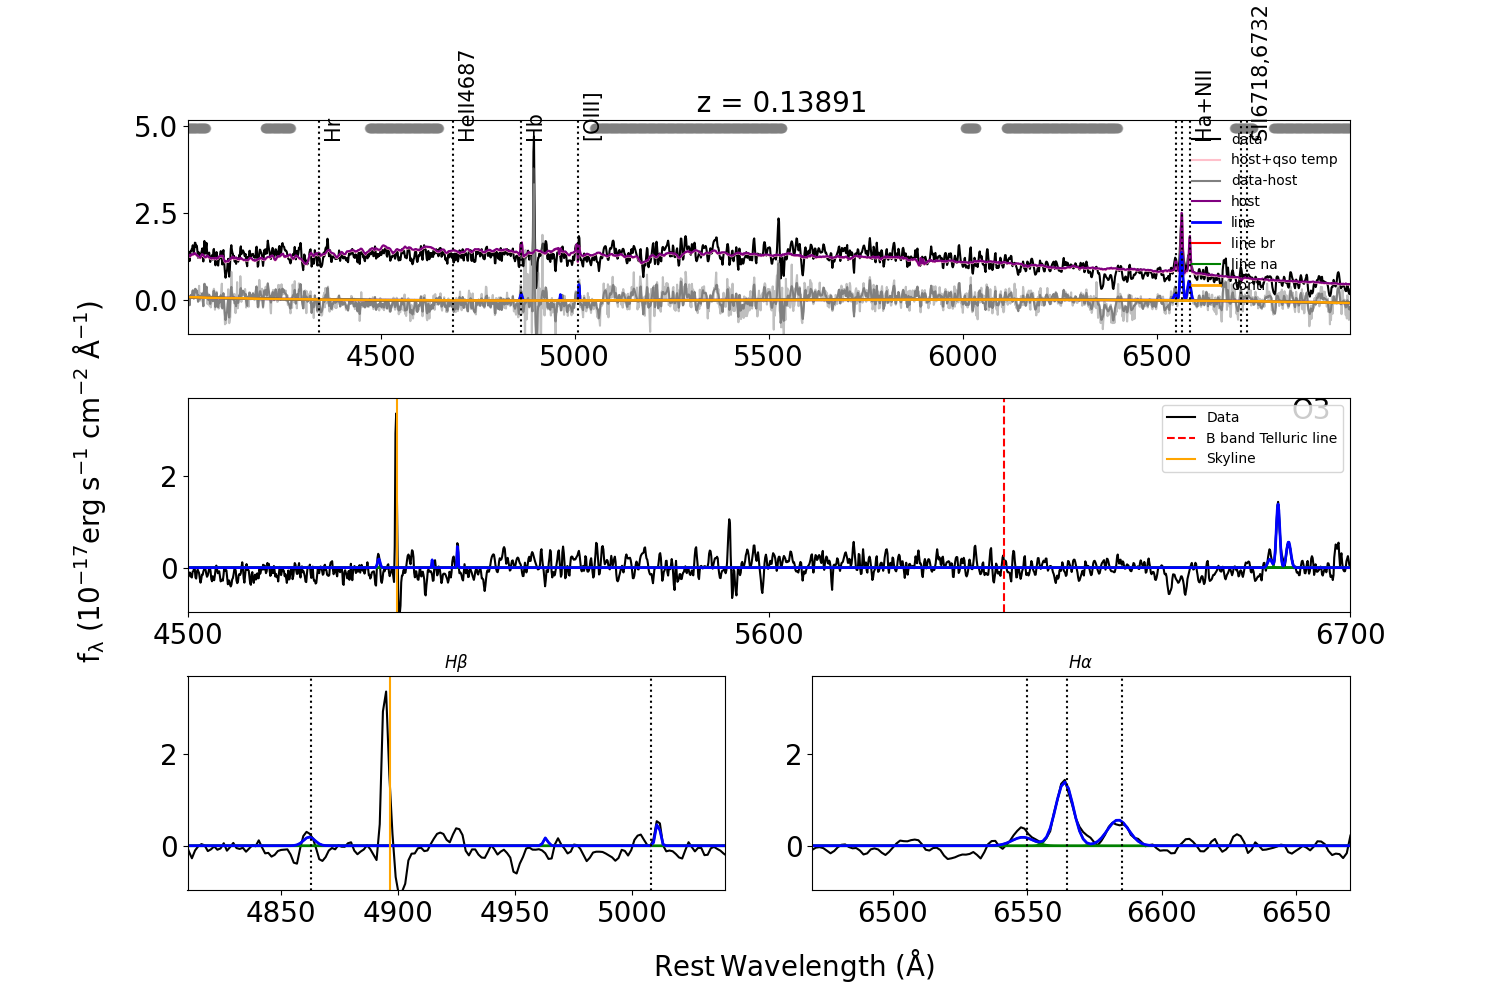 z = 0.13891
Hr
HeII4687
Hb
[OIII]
Ha+NII
SII6718,6732
5.0
2.5
0.0
data
host+qso temp
data-host
host
line
line br
line na
conti
4500
5000
5500
6000
6500
fλ (10−17erg s−1 cm−2 Å−1)
O3
2
0
Data
B band Telluric line
Skyline
4500
5600
6700
Hβ
2
0
4850
4900
4950
5000
Hα
2
0
6500
6550
6600
6650
Rest Wavelength (Å)